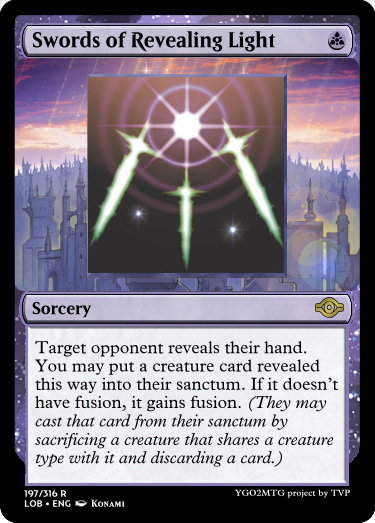 Swords of Revealing Light
Sorcery
Target opponent reveals their hand.
You may put a creature card revealed
this way into their sanctum. If it doesn't
have fusion, it gains fusion. (They may
cast that card from their sanctum by
sacrificing a creature that shares a creature
type with it and discarding a card.)
197/316 R
YGO2MTG project by TVP
LOB • ENG Konami